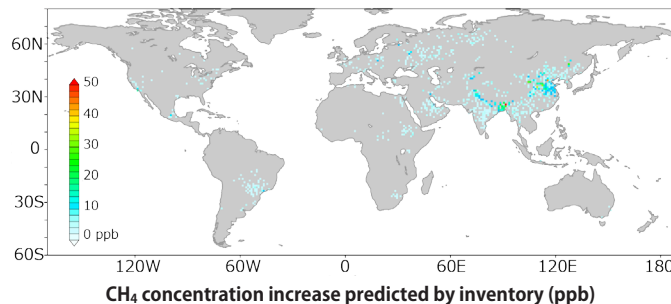 60N
30N
0
30S
60S
50
40
30
20
10
0 ppb
120W 60W 0 60E 120E 180
CH₄ concentration increase predicted by inventory (ppb)